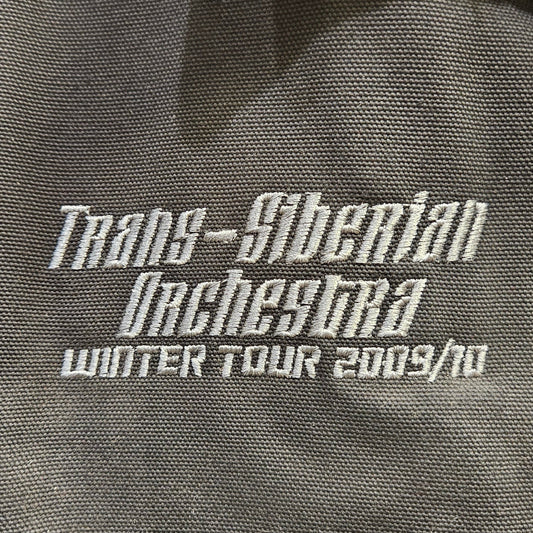 Trans-Siberian
Orchestra
WINTER TOUR 2009/10